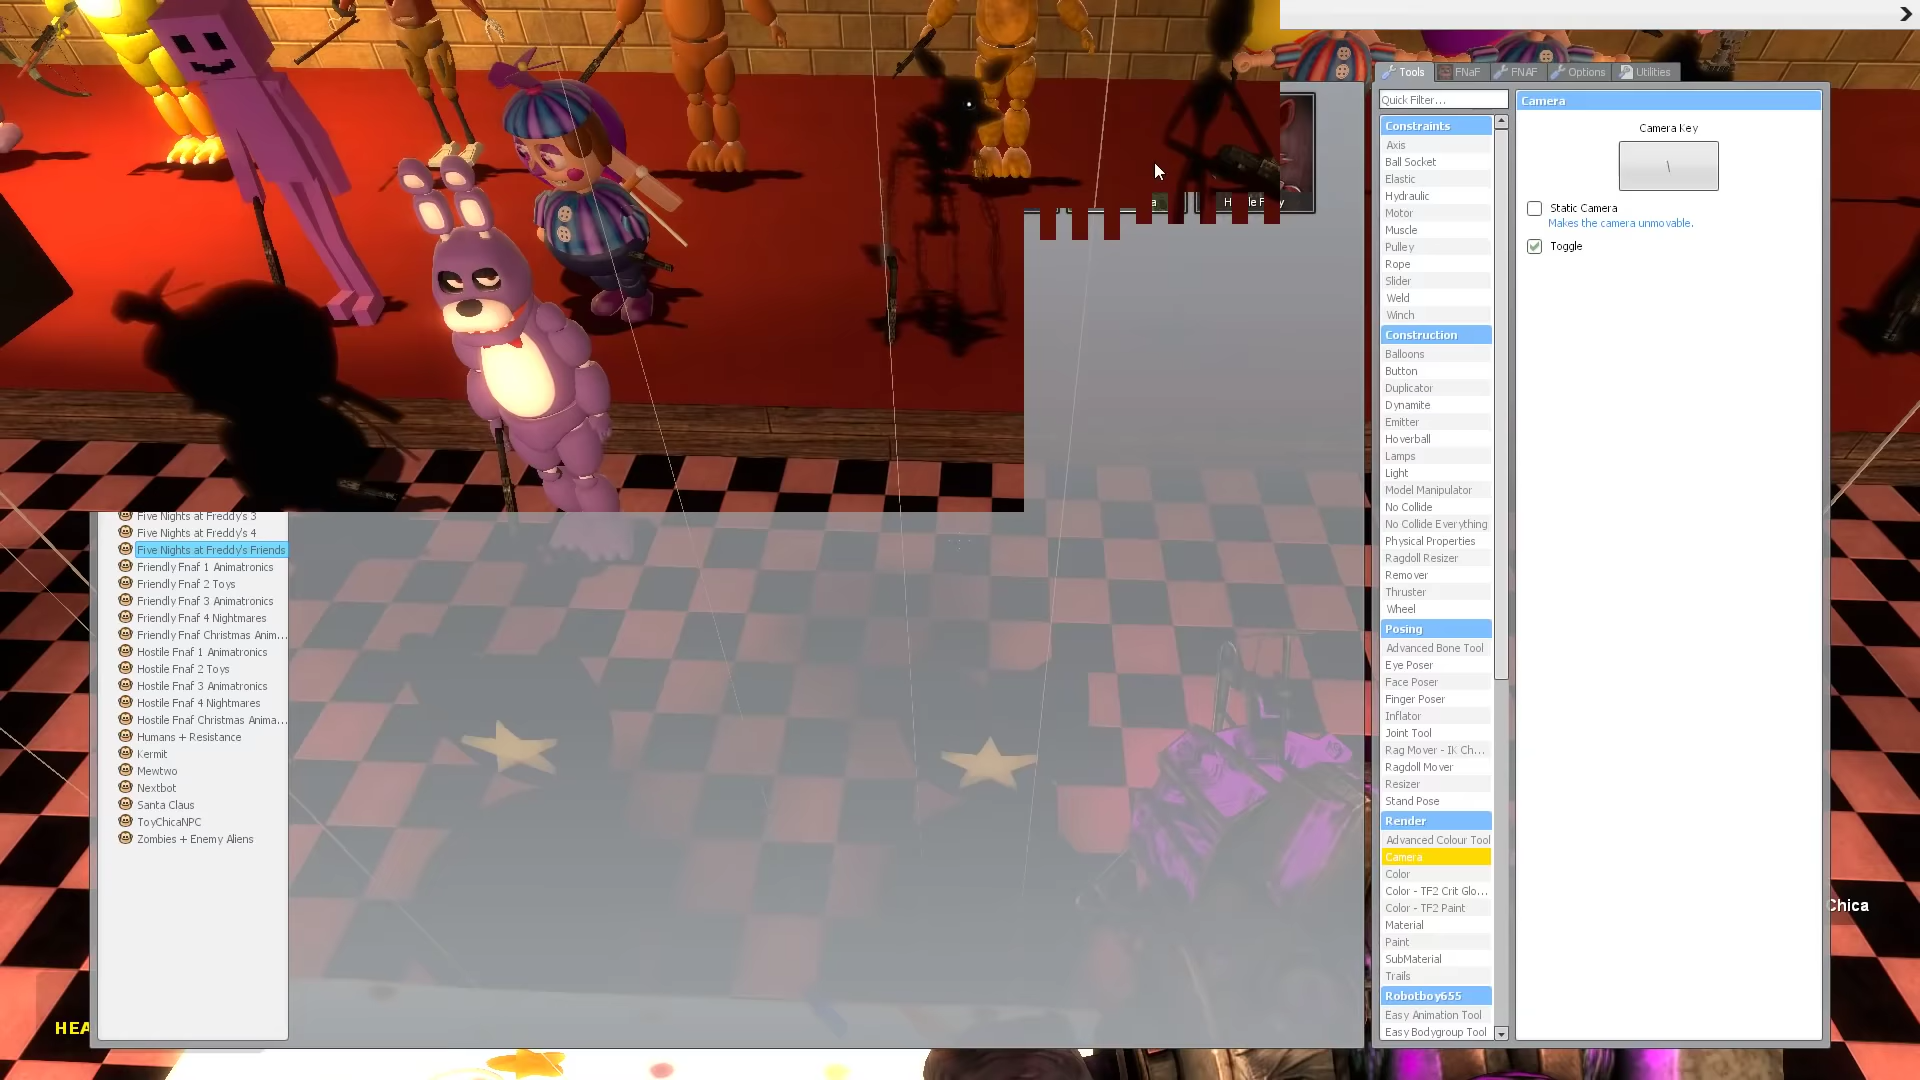 Tools
FNaF
FNAF
Options
Utilities
Quick Filter...
Constraints
Axis
Ball Socket
Elastic
Hydraulic
Motor
Muscle
Pulley
Rope
Slider
Weld
Winch
Construction
Balloons
Button
Duplicator
Dynamite
Emitter
Hoverball
Lamps
Light
Model Manipulator
No Collide
No Collide Everything
Physical Properties
Ragdoll Resizer
Remover
Thruster
Wheel
Posing
Advanced Bone Tool
Eye Poser
Face Poser
Finger Poser
Inflator
Joint Tool
Rag Mover - IK Ch...
Ragdoll Mover
Resizer
Stand Pose
Render
Advanced Colour Tool
Camera
Color
Color - TF2 Crit Glo...
Color - TF2 Paint
Material
Paint
SubMaterial
Trails
Robotboy655
Easy Animation Tool
Easy Bodygroup Tool
Camera
Camera Key
\
Static Camera
Makes the camera unmovable.
Toggle
Five Nights at Freddy's 3
Five Nights at Freddy's 4
Five Nights at Freddy's Friends
Friendly Fnaf 1 Animatronics
Friendly Fnaf 2 Toys
Friendly Fnaf 3 Animatronics
Friendly Fnaf 4 Nightmares
Friendly Fnaf Christmas Anim...
Hostile Fnaf 1 Animatronics
Hostile Fnaf 2 Toys
Hostile Fnaf 3 Animatronics
Hostile Fnaf 4 Nightmares
Hostile Fnaf Christmas Anima...
Humans + Resistance
Kermit
Mewtwo
Nextbot
Santa Claus
ToyChicaNPC
Zombies + Enemy Aliens
Chica
HEA